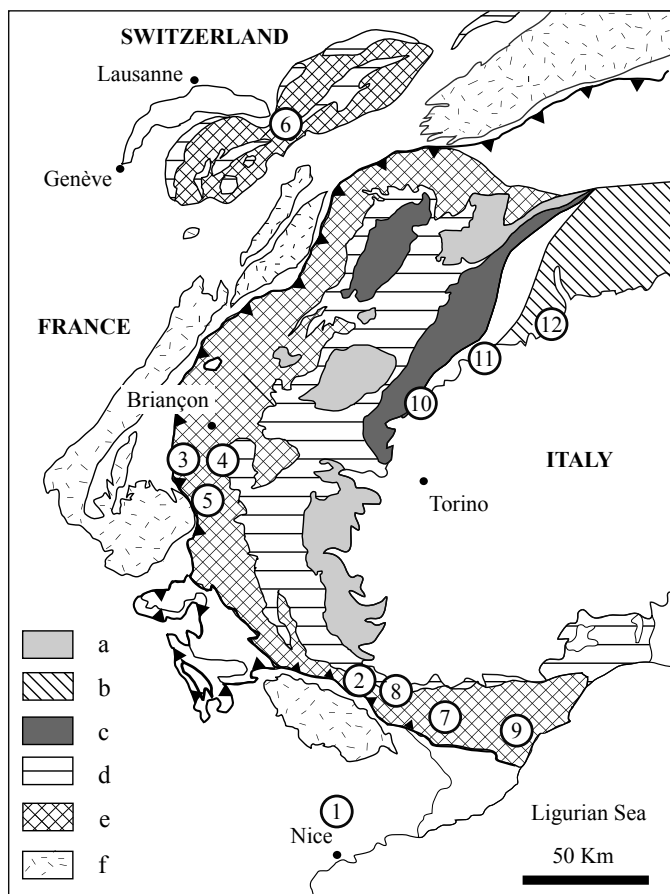 SWITZERLAND
Lausanne
6
Genève
FRANCE
12
11
Briançon
10
3
4
ITALY
5
Torino
a
b
2
8
c
7
9
d
e
1
Ligurian Sea
Nice
f
50 Km